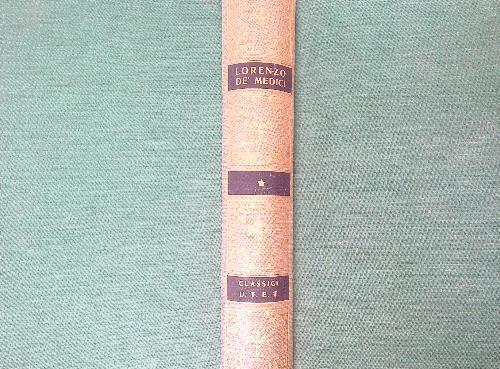 LORENZO
DE' MEDICI
CLASSICI
U. T. E. T.